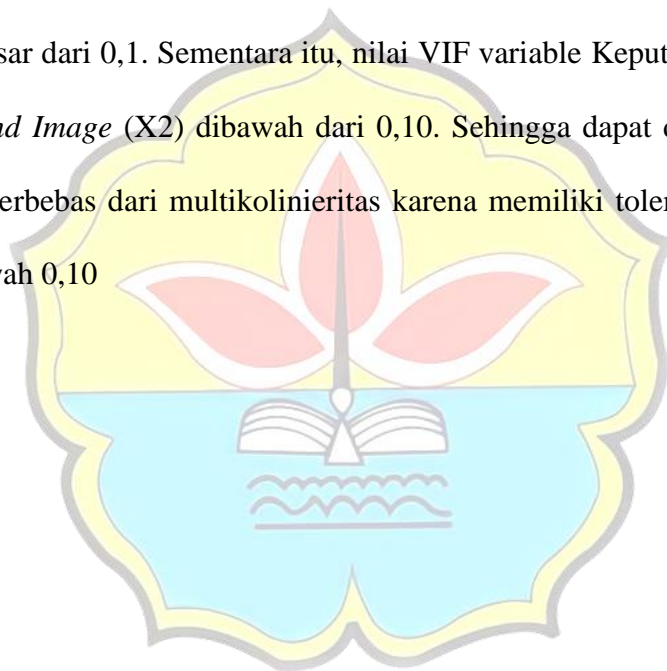 sar dari 0,1. Sementara itu, nilai VIF variable Keput
nd Image (X2) dibawah dari 0,10. Sehingga dapat
erbebas dari multikolinieritas karena memiliki toler
ah 0,10